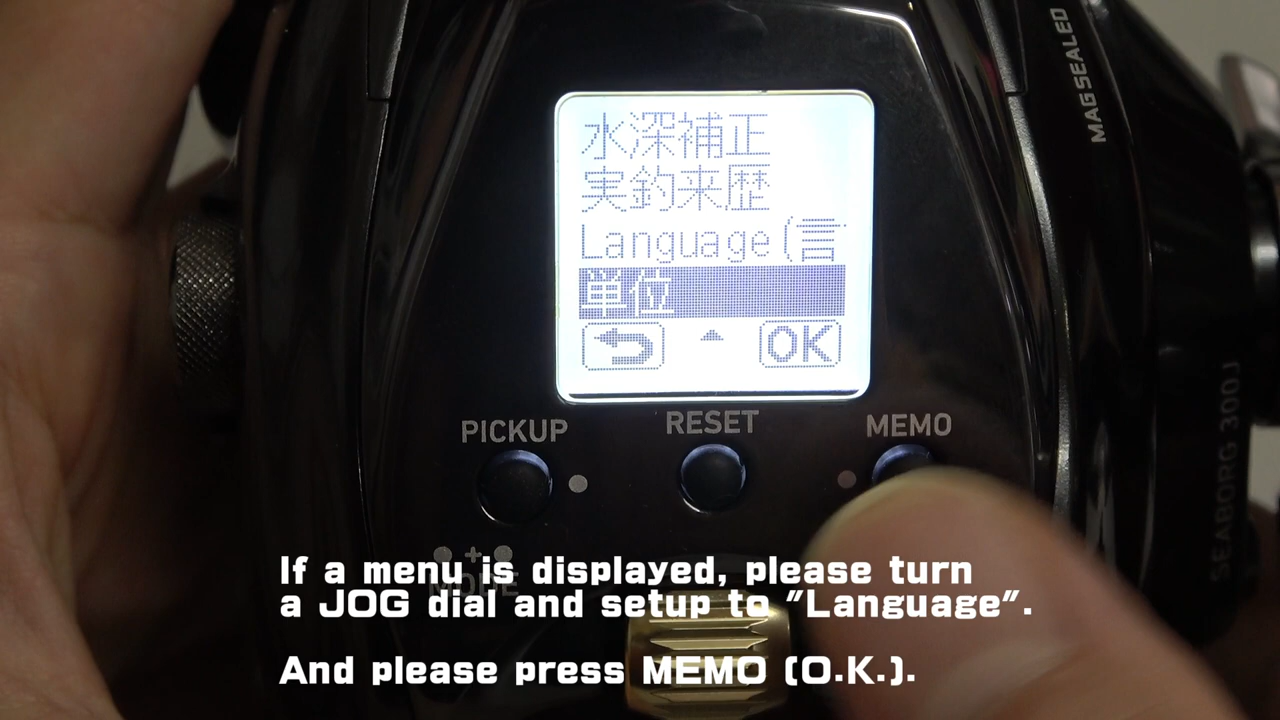 MAGSEALED
水深補正
実釣来歴
Language (言
単位
OK
PICKUP
RESET
MEMO
SEABORG 300J
MODE
If a menu is displayed, please turn
a JOG dial and setup to "Language".
And please press MEMO (O.K.).